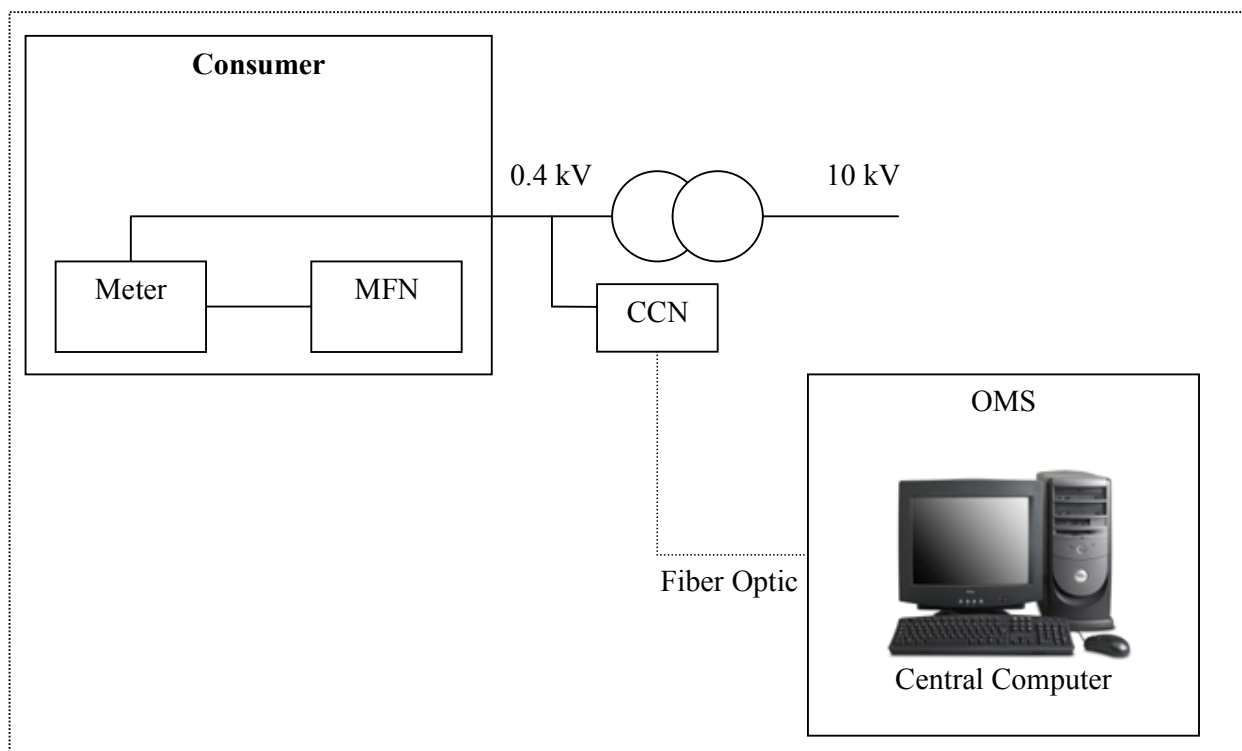 Consumer
0.4 kV
10 kV
Meter
MFN
CCN
OMS
Fiber Optic
Central Computer